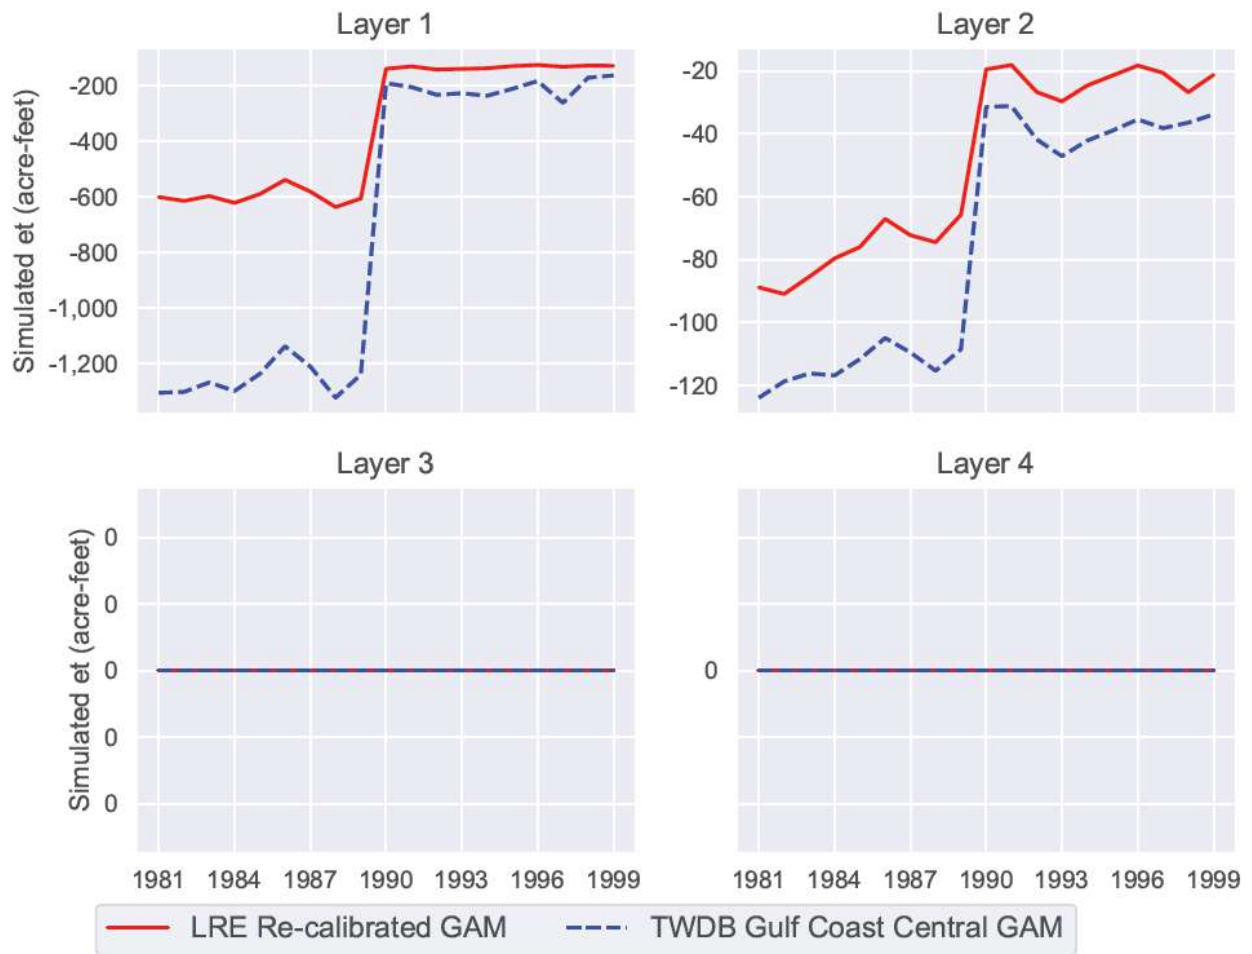 Layer 1
Layer 2
Simulated et (acre-feet)
-200
-400
-600
-800
-1,000
-1,200
-20
-40
-60
-80
-100
-120
Layer 3
Layer 4
Simulated et (acre-feet)
0
0
0
0
0
0
1981 1984 1987 1990 1993 1996 1999
1981 1984 1987 1990 1993 1996 1999
LRE Re-calibrated GAM TWDB Gulf Coast Central GAM